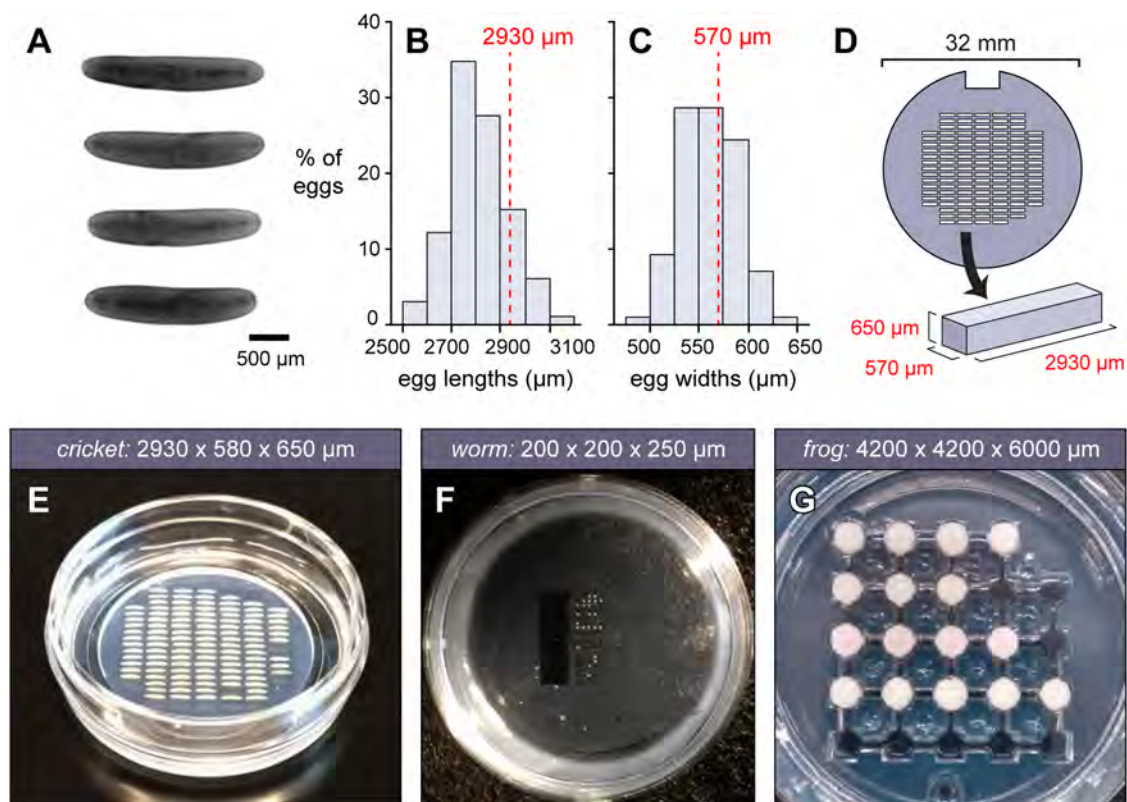 A
500 µm
B
2930 µm
% of
eggs
40
30
20
10
0
2500
2700
2900
3100
egg lengths (µm)
C
570 µm
500
550
600
650
egg widths (µm)
D
32 mm
650 µm
570 µm
2930 µm
cricket: 2930 x 580 x 650 µm
E
worm: 200 x 200 x 250 µm
F
frog: 4200 x 4200 x 6000 µm
G